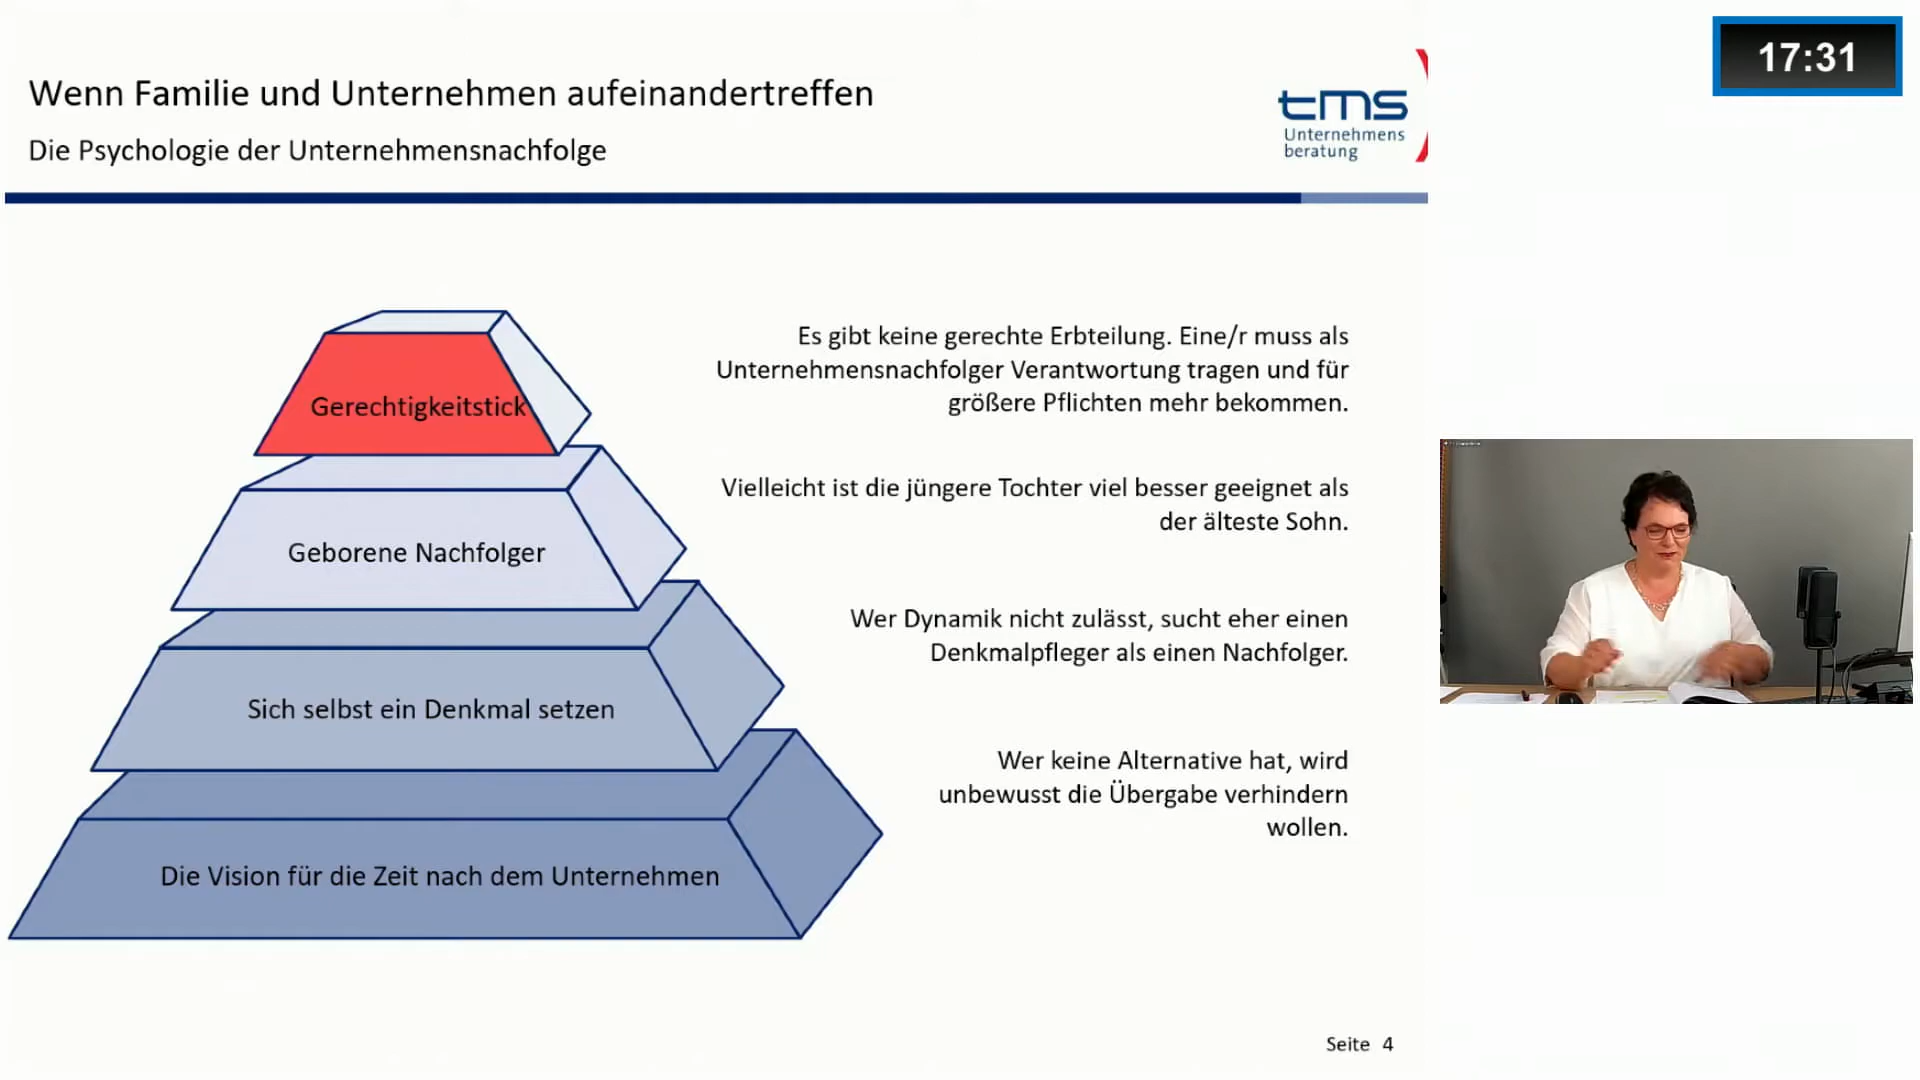 17:31
Wenn Familie und Unternehmen aufeinandertreffen
Die Psychologie der Unternehmensnachfolge
tms
Unternehmens
beratung
Gerechtigkeitstick
Es gibt keine gerechte Erbteilung. Eine/r muss als
Unternehmensnachfolger Verantwortung tragen und für
größere Pflichten mehr bekommen.
Geborene Nachfolger
Vielleicht ist die jüngere Tochter viel besser geeignet als
der älteste Sohn.
Sich selbst ein Denkmal setzen
Wer Dynamik nicht zulässt, sucht eher einen
Denkmalpfleger als einen Nachfolger.
Die Vision für die Zeit nach dem Unternehmen
Wer keine Alternative hat, wird
unbewusst die Übergabe verhindern
wollen.
Seite 4